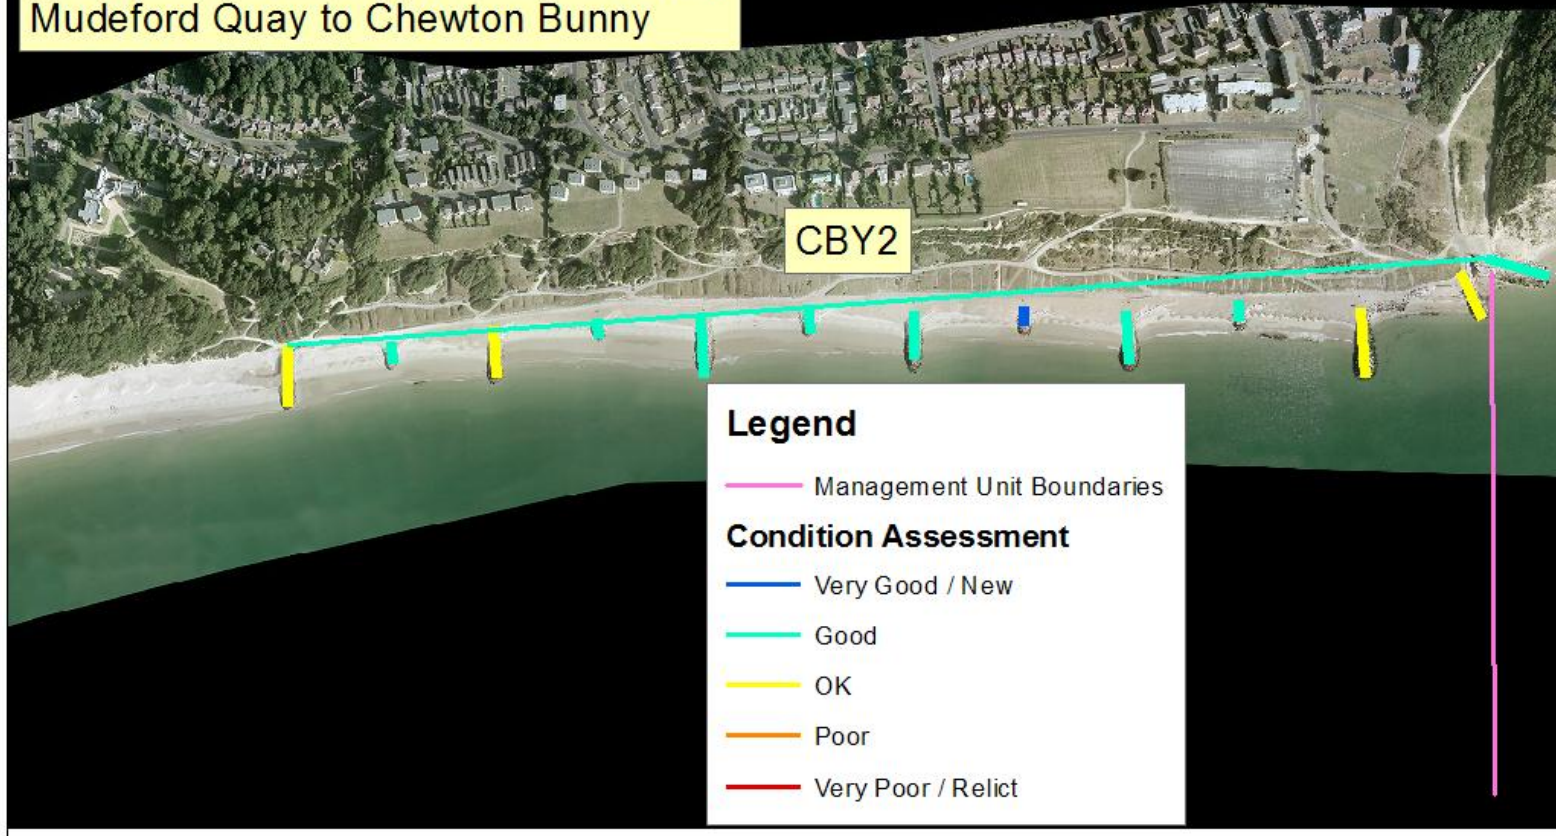 Mudeford Quay to Chewton Bunny
CBY2
Legend
Management Unit Boundaries
Condition Assessment
Very Good / New
Good
OK
Poor
Very Poor / Relict